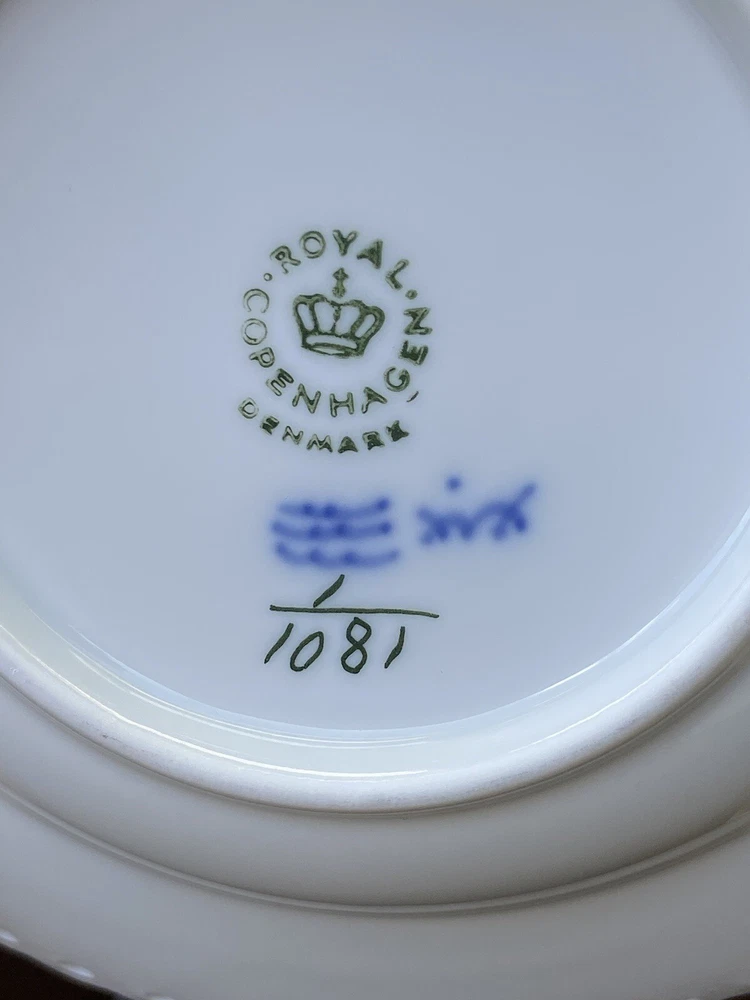 · ROYAL ·
COPENHAGEN
DENMARK
1
1081